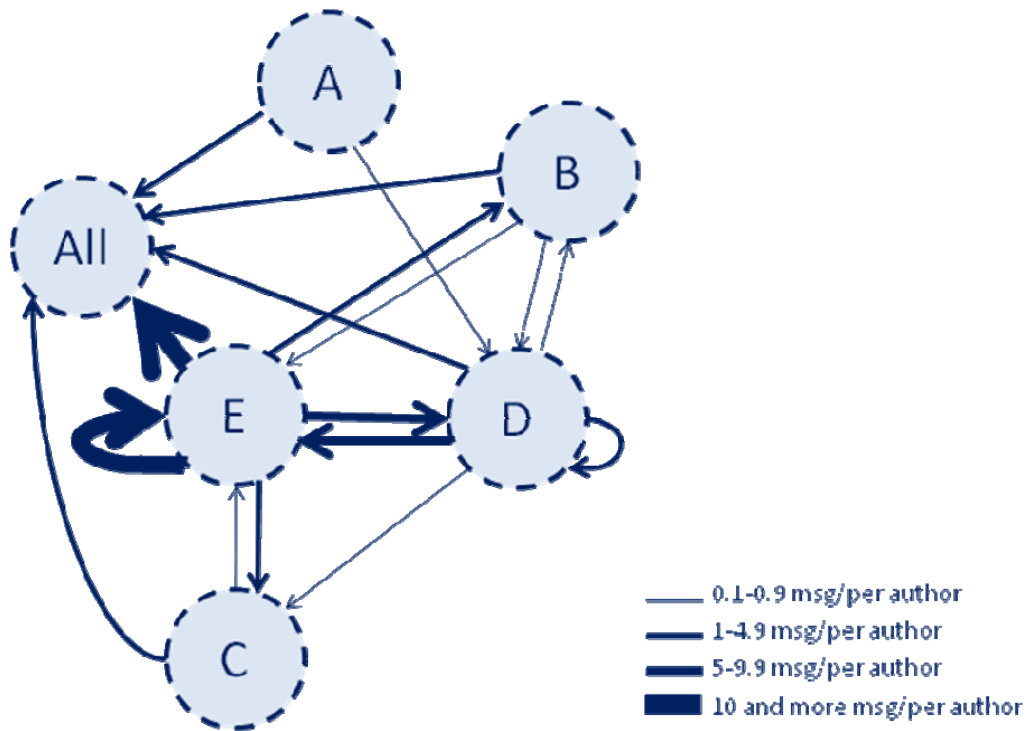 A
B
All
E
D
C
0.1-0.9 msg/per author
1-4.9 msg/per author
5-9.9 msg/per author
10 and more msg/per author